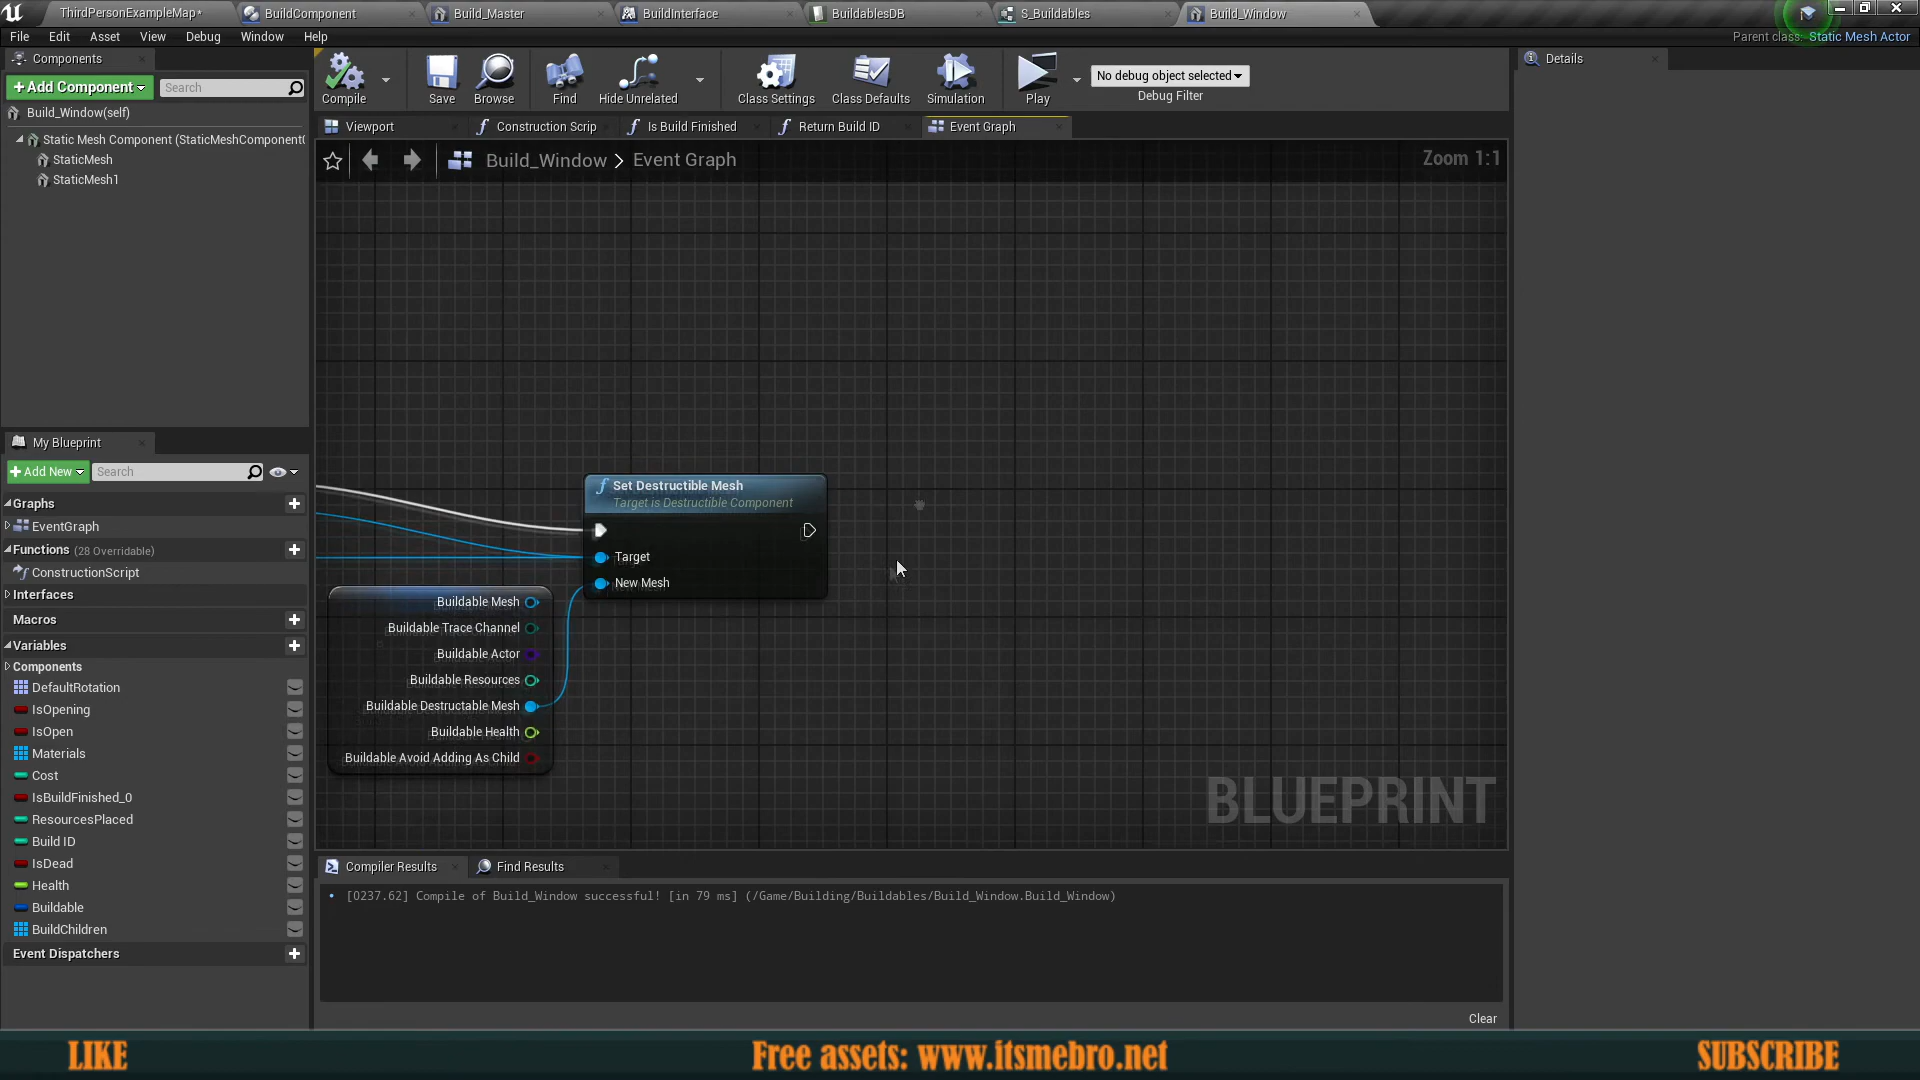 ThirdPersonExampleMap*
BuildComponent
Build_Master
BuildInterface
BuildablesDB
S_Buildables
Build_Window
File Edit Asset View Debug Window Help
Parent class: Static Mesh Actor
Components
+Add Component
Search
Build_Window(self)
Static Mesh Component (StaticMeshComponent(
StaticMesh
StaticMesh1
Compile
Save
Browse
Find
Hide Unrelated
Class Settings
Class Defaults
Simulation
Play
No debug object selected
Debug Filter
Details
Viewport
Construction Scrip
Is Build Finished
Return Build ID
Event Graph
Build_Window > Event Graph
Zoom 1:1
Set Destructible Mesh
Target is Destructible Component
Target
New Mesh
Buildable Mesh
Buildable Trace Channel
Buildable Actor
Buildable Resources
Buildable Destructable Mesh
Buildable Health
Buildable Avoid Adding As Child
BLUEPRINT
My Blueprint
+Add New
Search
Graphs
EventGraph
Functions (28 Overridable)
ConstructionScript
Interfaces
Macros
Variables
Components
DefaultRotation
IsOpening
IsOpen
Materials
Cost
IsBuildFinished_0
ResourcesPlaced
Build ID
IsDead
Health
Buildable
BuildChildren
Event Dispatchers
Compiler Results
Find Results
[0237.62] Compile of Build_Window successful! [in 79 ms] (/Game/Building/Buildables/Build_Window.Build_Window)
Clear
LIKE
Free assets: www.itsmebro.net
SUBSCRIBE